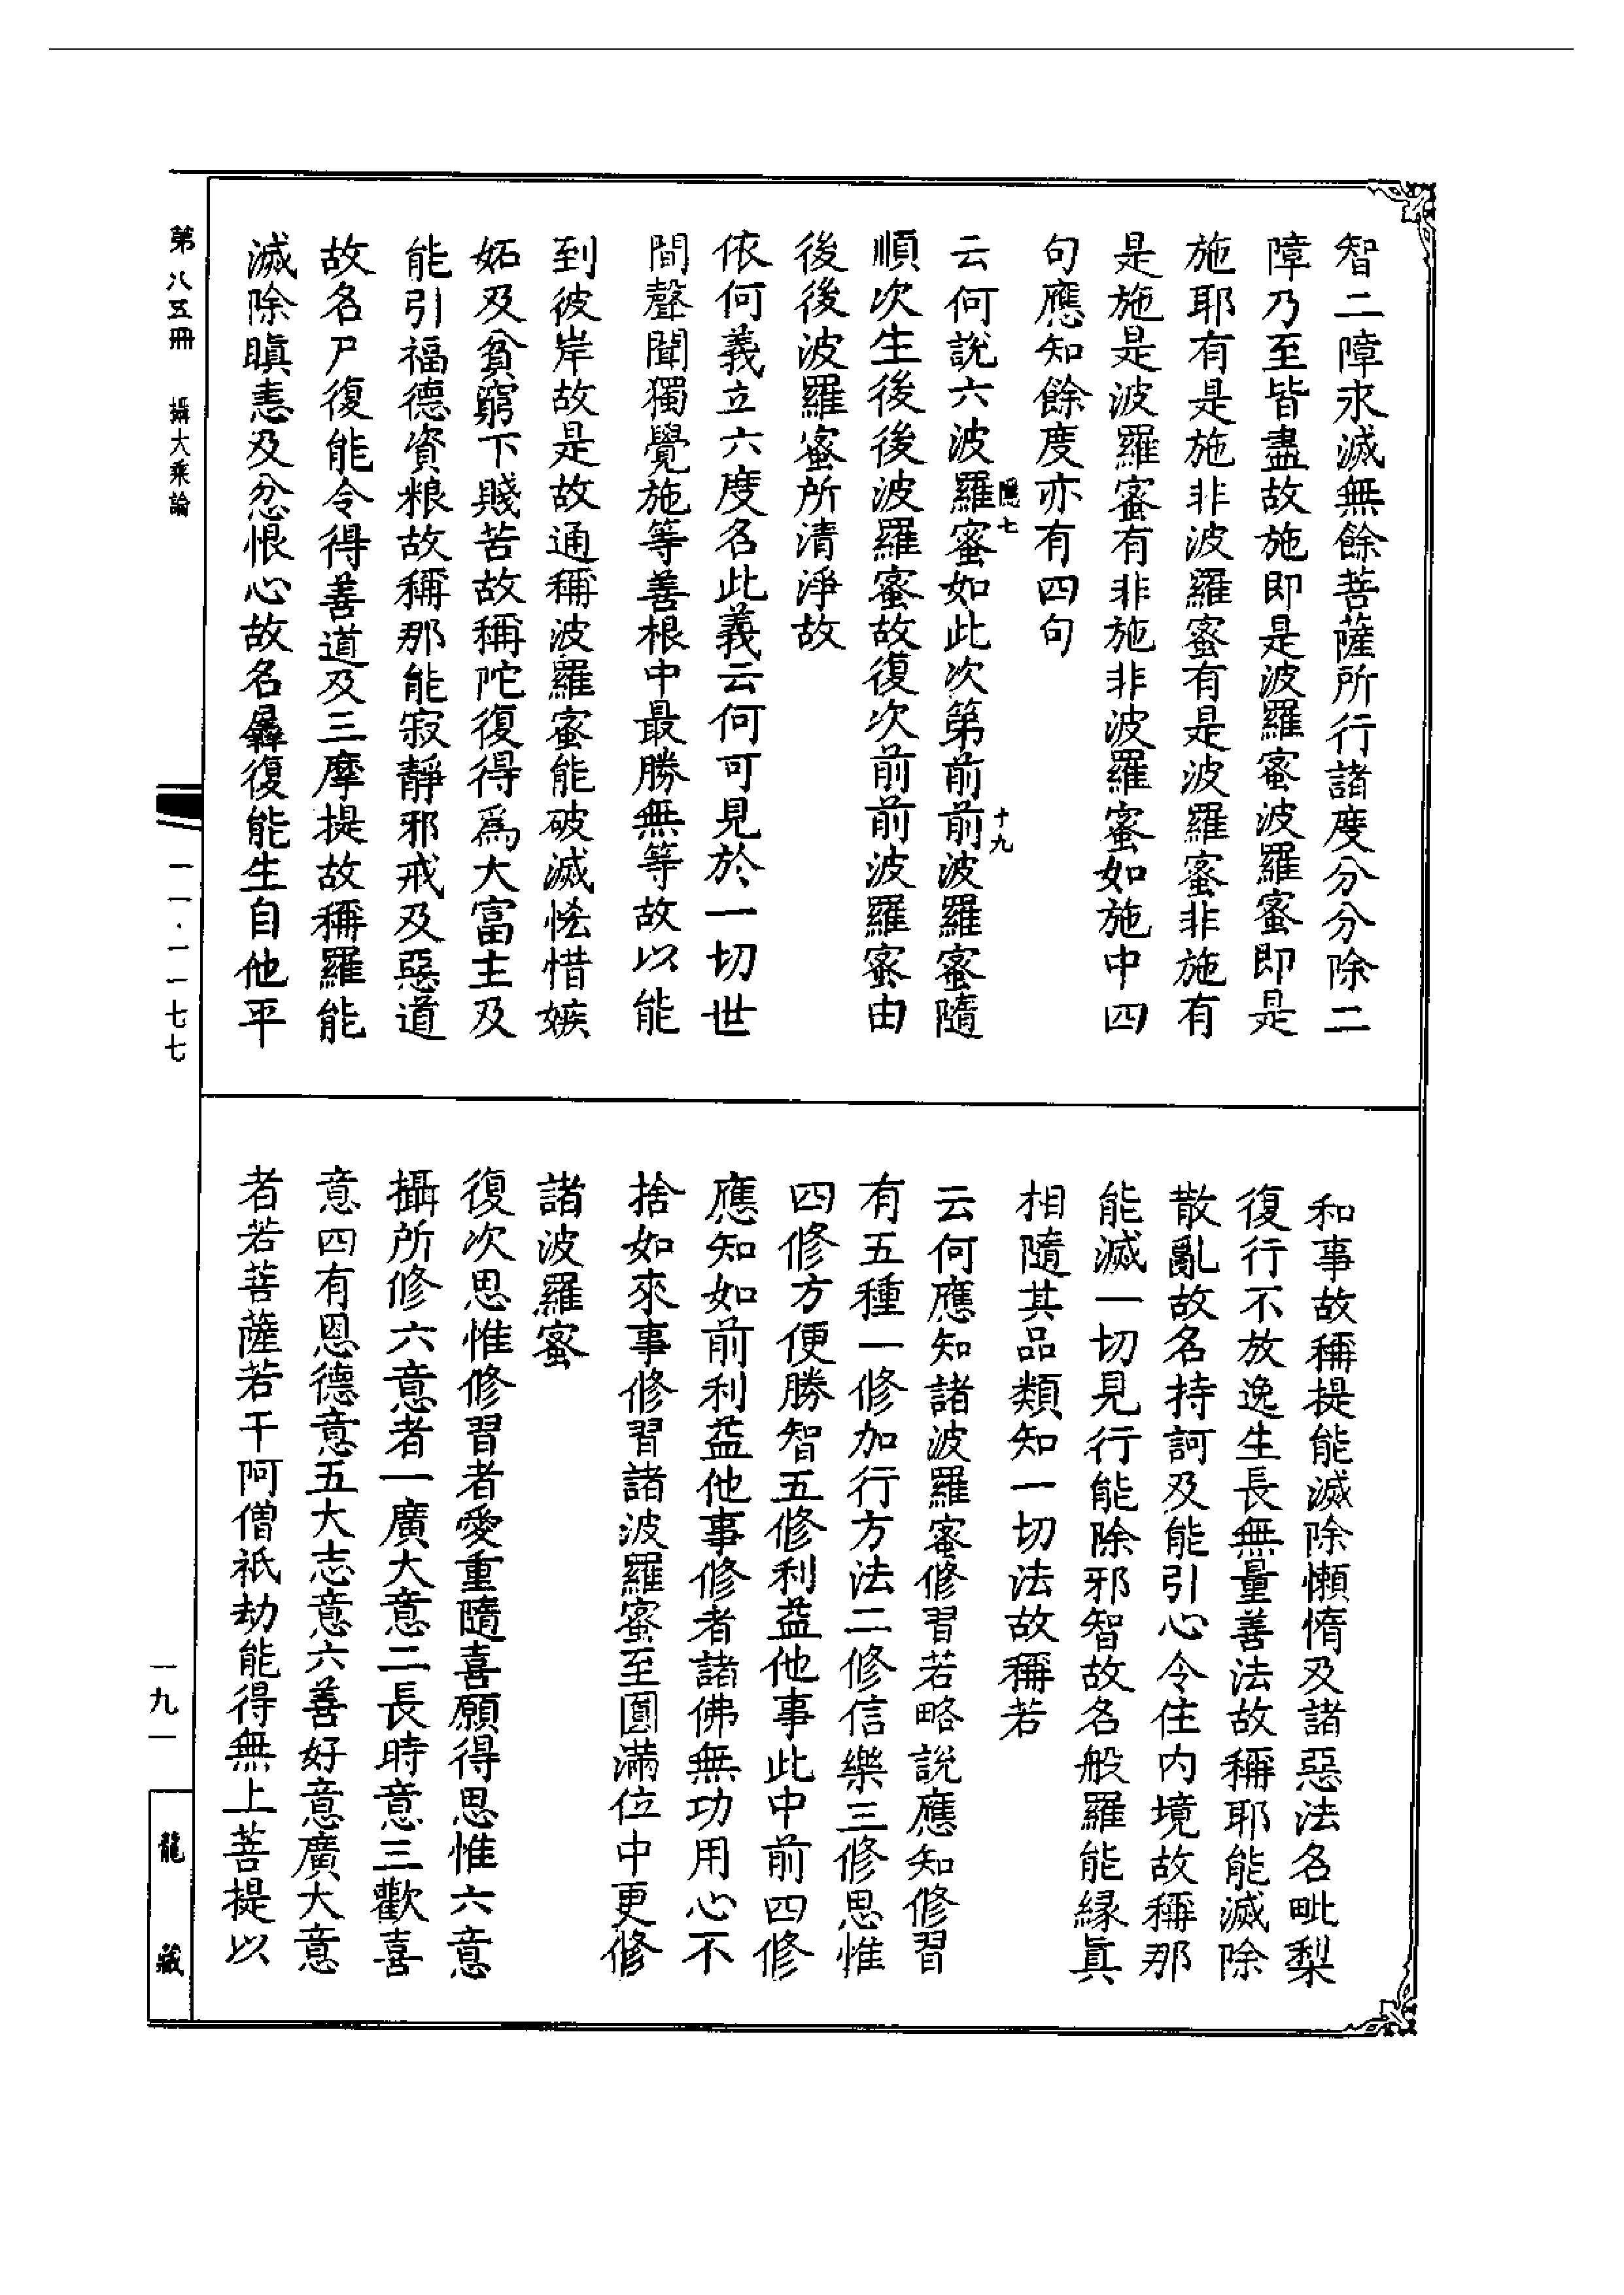 智二障永滅無餘菩薩所行諸度分分除二
障乃至皆盡故施即是波羅蜜波羅蜜即是
施耶有是施非波羅蜜有是波羅蜜非施有
是施是波羅蜜有非施非波羅蜜如施中四
句應知餘度亦有四句
隱七 十九
云何說六波羅蜜如此次第前前波羅蜜隨
順次生後後波羅蜜故復次前前波羅蜜由
後後波羅蜜所清淨故
依何義立六度名此義云何可見於一切世
間聲聞獨覺施等善根中最勝無等故以能
到彼岸故是故通稱波羅蜜能破滅悋惜嫉
妬及貧窮下賤苦故稱陀復得爲大富主及
能引福德資粮故稱那能寂靜邪戒及惡道
故名尸復能令得善道及三摩提故稱羅能
滅除瞋恚及忿恨心故名羼復能生自他平
和事故稱提能滅除懶惰及諸惡法名毗梨
復行不放逸生長無量善法故稱耶能滅除
散亂故名持訶及能引心令住内境故稱那
能滅一切見行能除邪智故名般羅能緣真
相隨其品類知一切法故稱若
云何應知諸波羅蜜修習若略說應知修習
有五種一修加行方法二修信樂三修思惟
四修方便勝智五修利益他事此中前四修
應知如前利益他事修者諸佛無功用心不
捨如來事修習諸波羅蜜至圓滿位中更修
諸波羅蜜
復次思惟修習者愛重隨喜願得思惟六意
攝所修六意者一廣大意二長時意三歡喜
意四有恩德意五大志意六善好意廣大意
者若菩薩若干阿僧祇劫能得無上菩提以
第八五冊 攝大乘論
一一·一一七七
一九一
龍藏